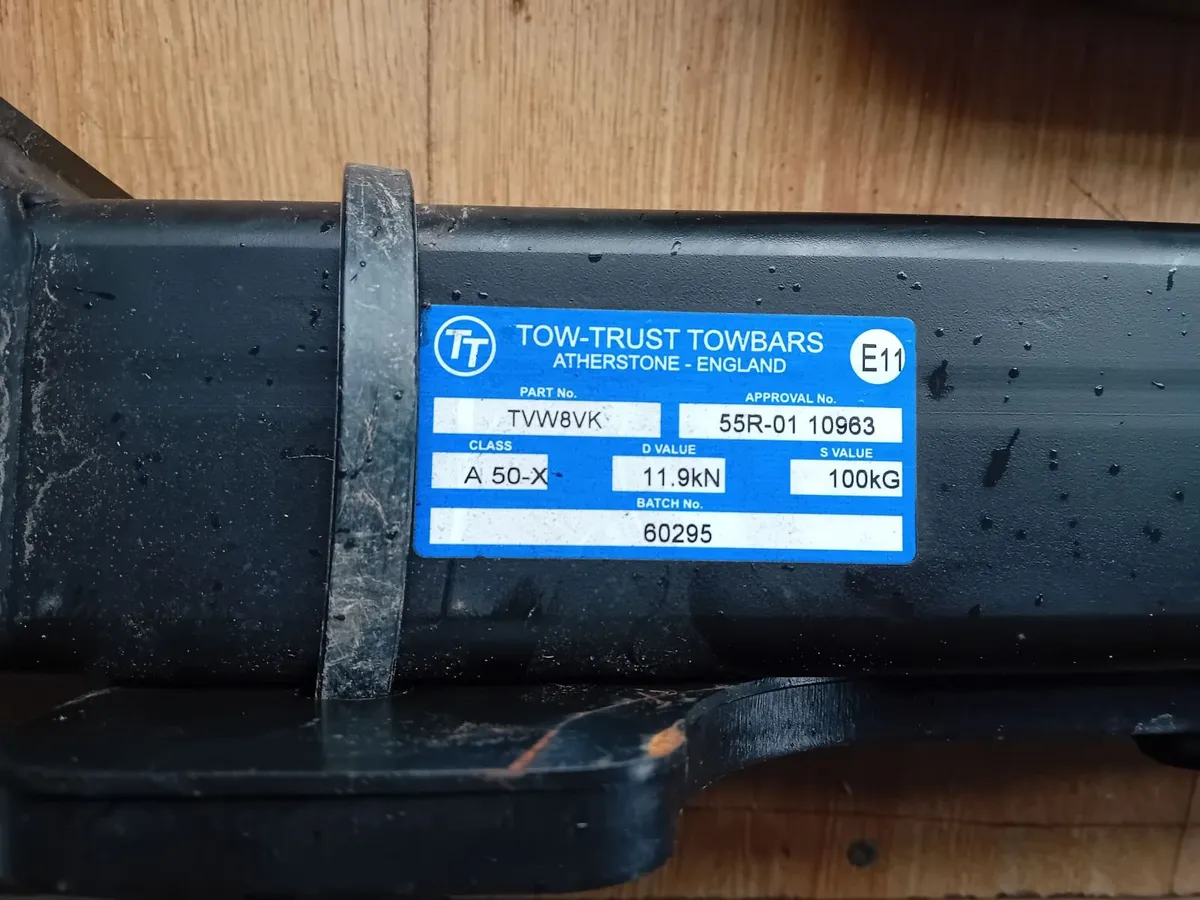 TT
TOW-TRUST TOWBARS
ATHERSTONE - ENGLAND
E11
PART No.
TVW8VK
APPROVAL No.
55R-01 10963
CLASS
A 50-X
D VALUE
11.9kN
S VALUE
100kG
BATCH No.
60295